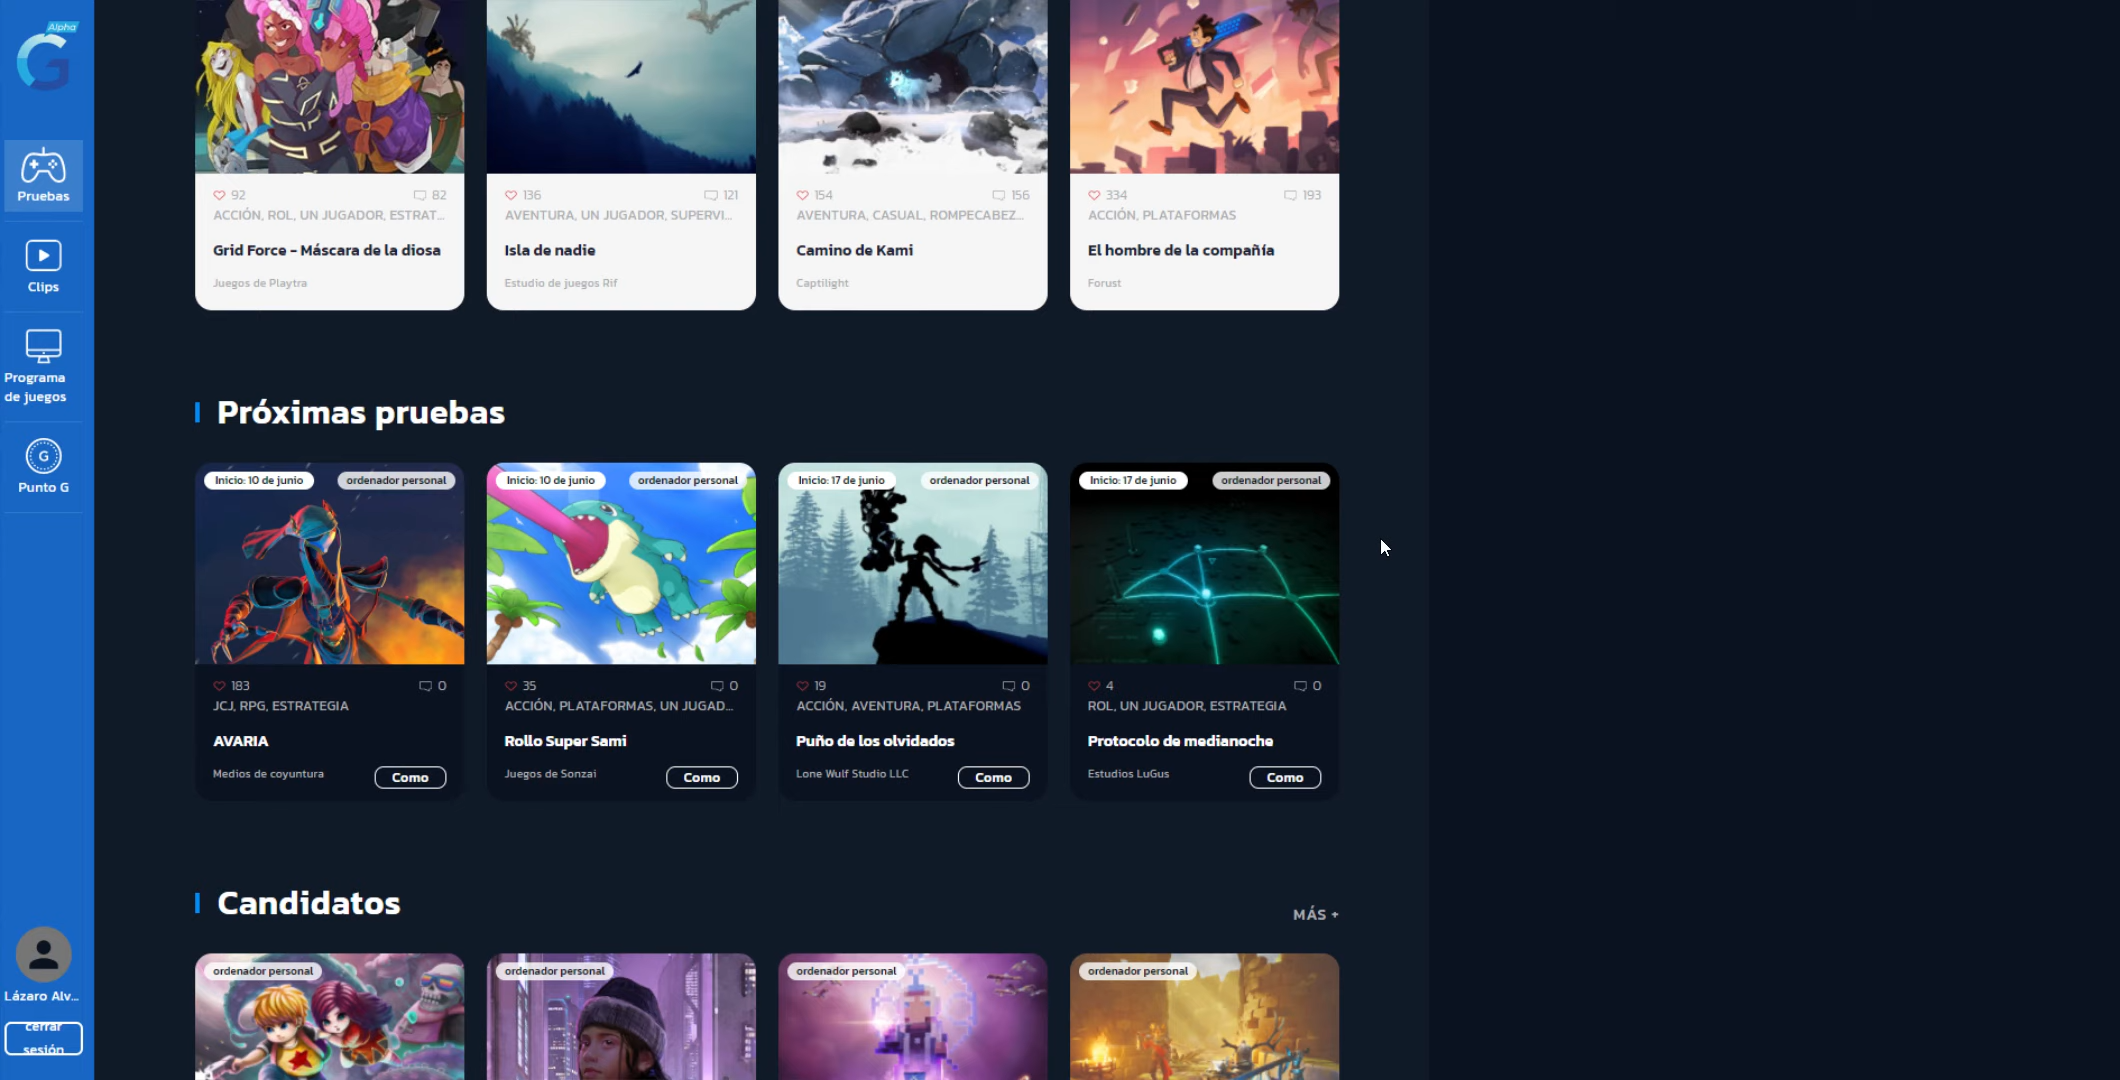 Alpha
G
Pruebas
Clips
Programa
de juegos
G
Punto G
Lázaro Alv...
cerrar
sesión
92 82
ACCIÓN, ROL, UN JUGADOR, ESTRAT...
Grid Force - Máscara de la diosa
Juegos de Playtra
136 121
AVENTURA, UN JUGADOR, SUPERVI...
Isla de nadie
Estudio de juegos Rif
154 156
AVENTURA, CASUAL, ROMPECABEZ...
Camino de Kami
Captilight
334 193
ACCIÓN, PLATAFORMAS
El hombre de la compañía
Forust
Próximas pruebas
Inicio: 10 de junio ordenador personal
183 0
JCJ, RPG, ESTRATEGIA
AVARIA
Medios de coyuntura Como
Inicio: 10 de junio ordenador personal
35 0
ACCIÓN, PLATAFORMAS, UN JUGAD...
Rollo Super Sami
Juegos de Sonzai Como
Inicio: 17 de junio ordenador personal
19 0
ACCIÓN, AVENTURA, PLATAFORMAS
Puño de los olvidados
Lone Wulf Studio LLC Como
Inicio: 17 de junio ordenador personal
4 0
ROL, UN JUGADOR, ESTRATEGIA
Protocolo de medianoche
Estudios LuGus Como
Candidatos
MÁS +
ordenador personal
ordenador personal
ordenador personal
ordenador personal